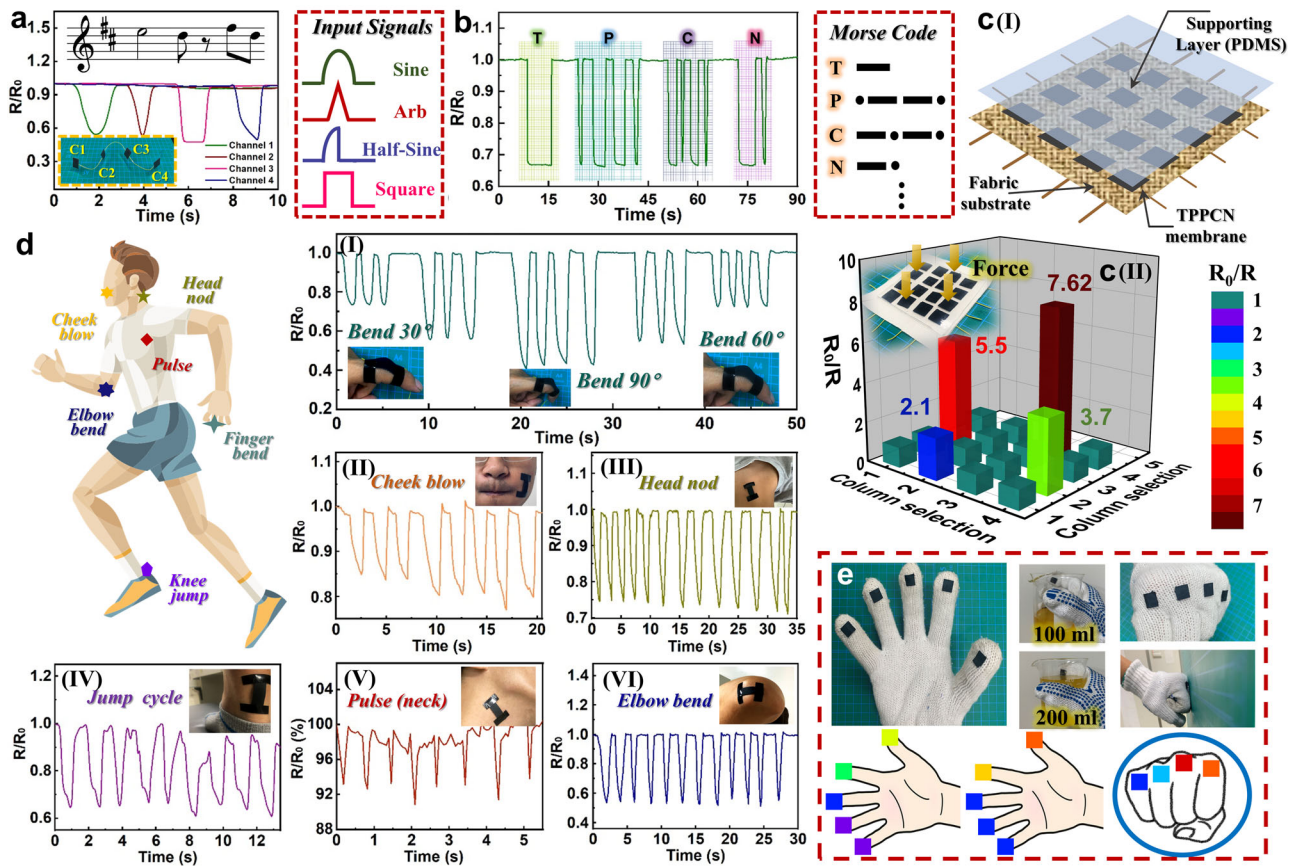 a
1.5
1.2
0.9
0.6
0.3
R/R₀
C1
C2
C3
C4
Channel 1
Channel 2
Channel 3
Channel 4
0 2 4 6 8 10
Time (s)
Input Signals
Sine
Arb
Half-Sine
Square
b
T P C N
1.1
1.0
0.9
0.8
0.7
0.6
R/R₀
0 15 30 45 60 75 90
Time (s)
Morse Code
T
P
C
N
c(I)
Supporting
Layer (PDMS)
Fabric
substrate
TPPCN
membrane
d
Head
nod
Cheek
blow
Pulse
Elbow
bend
Finger
bend
Knee
jump
(I)
1.0
0.8
0.6
0.4
0.2
R/R₀
Bend 30°
Bend 90°
Bend 60°
0 10 20 30 40 50
Time (s)
c(II)
Force
10
8
6
4
2
0
R₀/R
2.1
5.5
7.62
3.7
1
2
3
4
Column selection
1
2
3
4
5
Column selection
R₀/R
1
2
3
4
5
6
7
(II)
Cheek blow
1.1
1.0
0.9
0.8
R/R₀
0 5 10 15 20
Time (s)
(III)
Head nod
1.1
1.0
0.9
0.8
0.7
R/R₀
0 5 10 15 20 25 30 35
Time (s)
(IV)
Jump cycle
1.2
1.0
0.8
0.6
R/R₀
0 2 4 6 8 10 12
Time (s)
(V)
Pulse (neck)
104
100
96
92
88
R/R₀ (%)
0 1 2 3 4 5
Time (s)
(VI)
Elbow bend
1.4
1.2
1.0
0.8
0.6
0.4
R/R₀
0 5 10 15 20 25 30
Time (s)
e
100 ml
200 ml